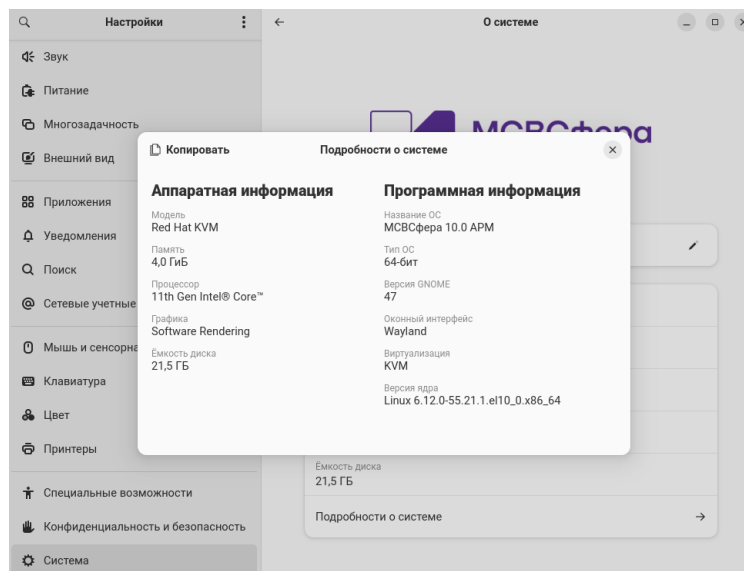 Настройки
Звук
Питание
Многозадачность
Внешний вид
Приложения
Уведомления
Поиск
Сетевые учетные
Мышь и
Клавиатура
Цвет
Принтеры
Специальные возможности
Конфиденциальность и безопасность
Система
О системе
МСВСфера
Копировать
Подробности о системе
Аппаратная информация
Модель
Red Hat KVM
Память
4,0 ГиБ
Процессор
11th Gen Intel® Core™
Графика
Software Rendering
Ёмкость диска
21,5 ГБ
Программная информация
Название ОС
МСВСфера 10.0 АРМ
Тип ОС
64-бит
Версия GNOME
47
Оконный интерфейс
Wayland
Виртуализация
KVM
Версия ядра
Linux 6.12.0-55.21.1.el10_0.x86_64
Ёмкость диска
21,5 ГБ
Подробности о системе